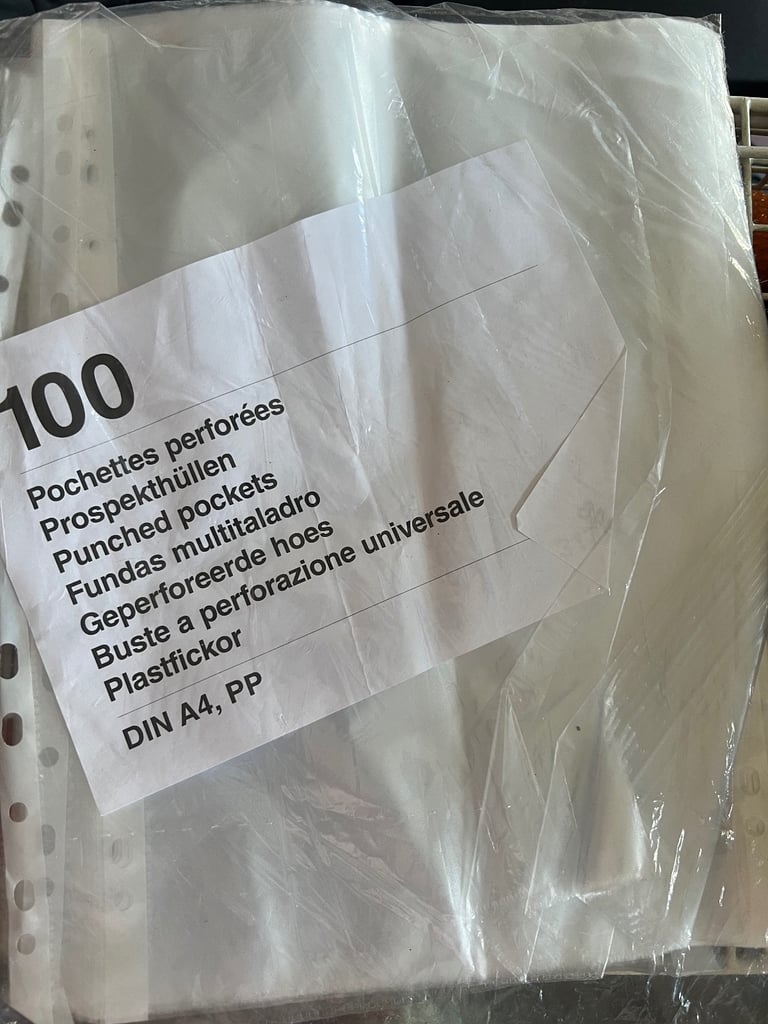 100
Pochettes perforées
Prospekthüllen
Punched pockets
Fundas multitaladro
Geperforeerde hoes
Buste a perforazione universale
Plastfickor
DIN A4, PP